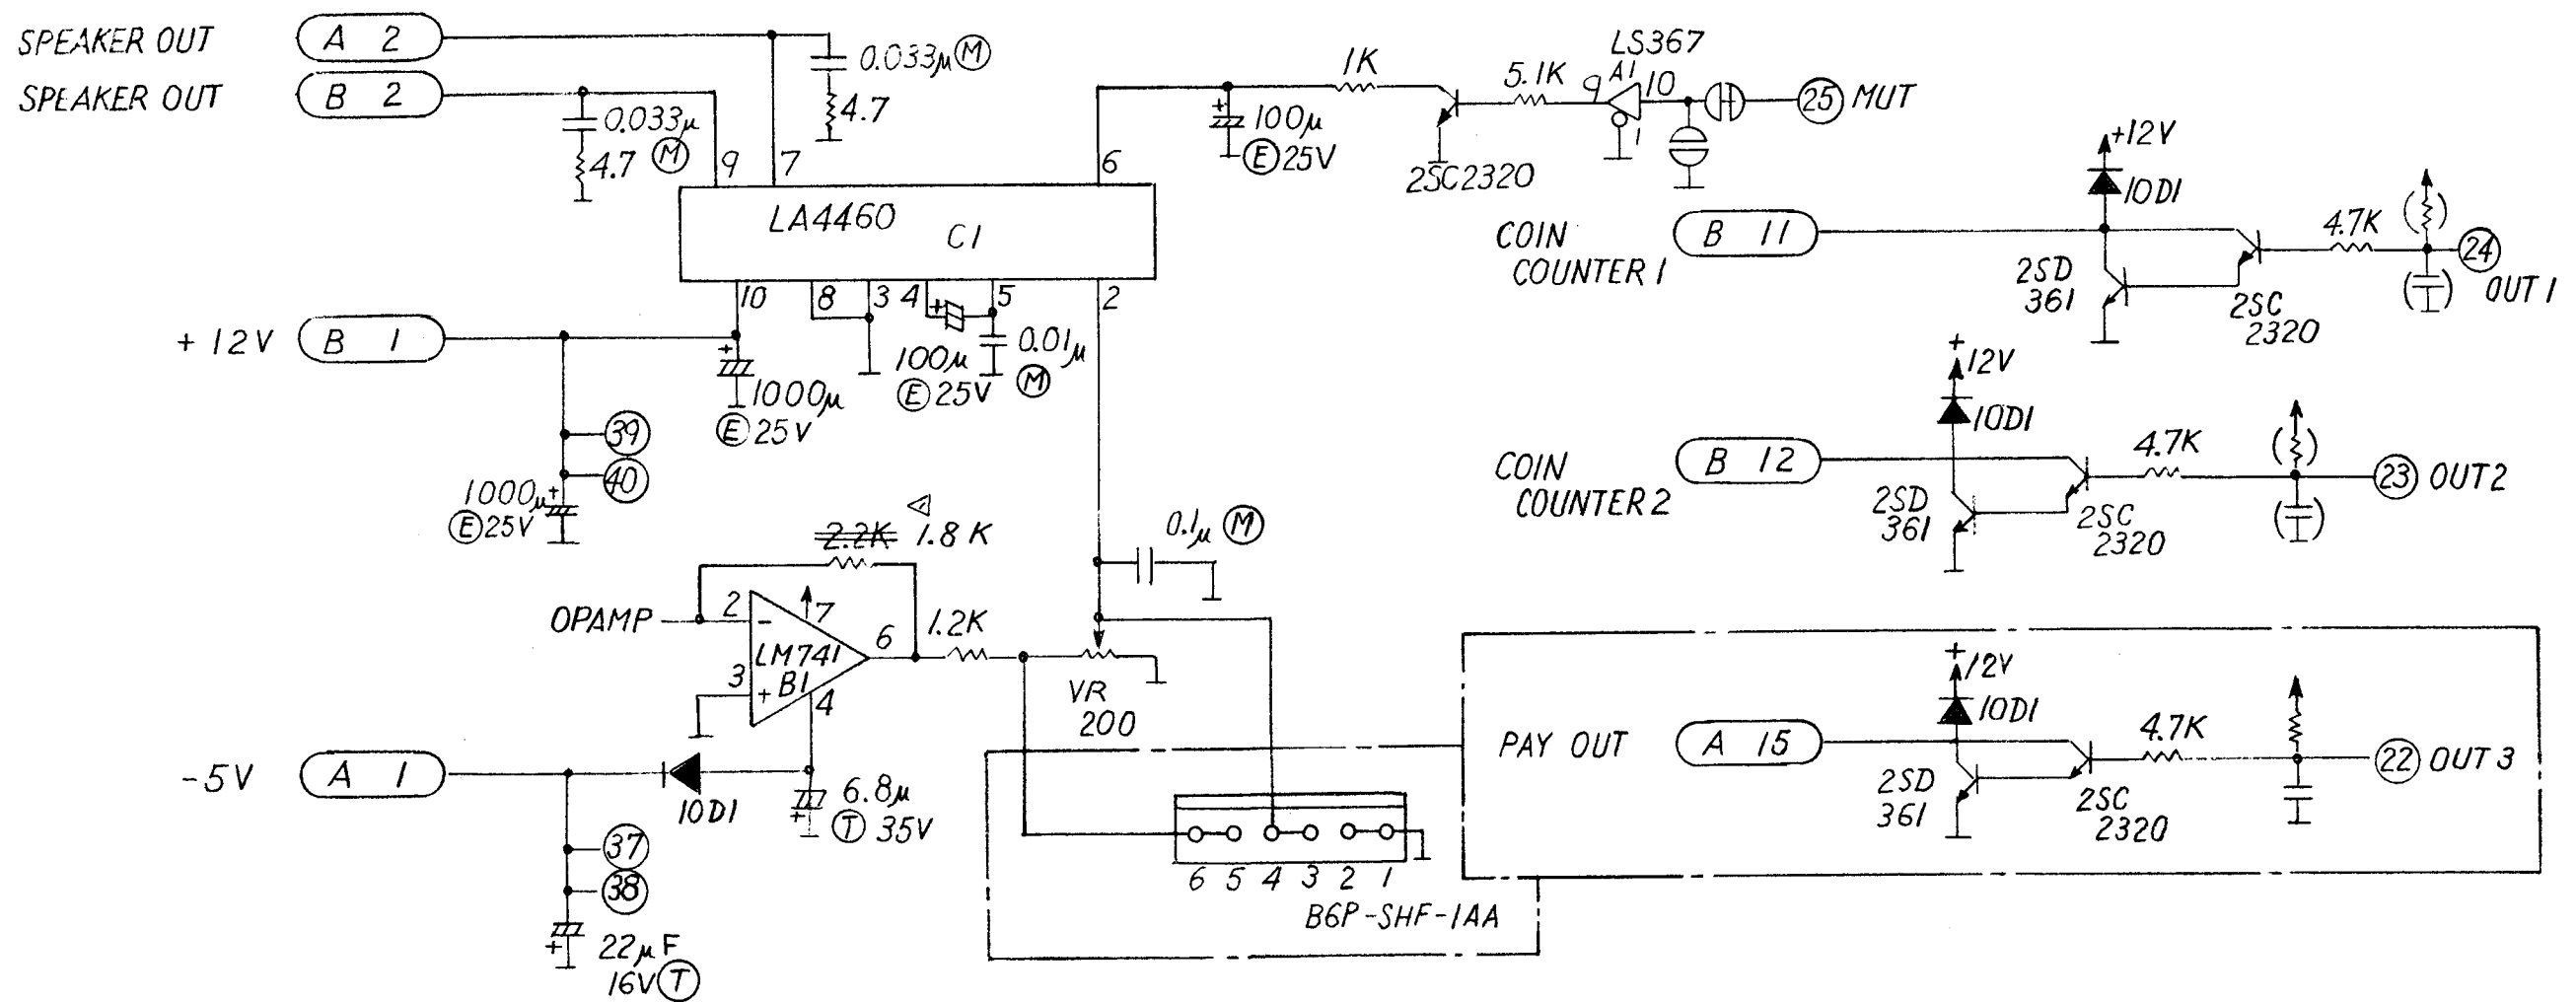 SPEAKER OUT A 2
SPEAKER OUT B 2
0.033μ Ⓜ
4.7
0.033μ
4.7 Ⓜ
9 7 6
LA4460 C1
10 8 3 4 5 2
+12V B 1
+
1000μ
Ⓔ 25V
+
100μ
Ⓔ 25V
0.01μ
Ⓜ
39
40
1000μ +
Ⓔ 25V
+
100μ
Ⓔ 25V
1K
2SC2320
5.1K
LS367
9 A1 10
1
25 MUT
COIN COUNTER 1
B 11
+12V
10D1
2SD
361
2SC
2320
4.7K
( )
( )
24
OUT 1
COIN COUNTER 2
B 12
+
12V
10D1
2SD
361
2SC
2320
4.7K
( )
( )
23 OUT2
2.2K 1.8K
OPAMP
2 - 7
LM741
B1
3 + 4
6 1.2K
0.1μ Ⓜ
VR
200
-5V A 1
10D1
6.8μ
+ Ⓣ 35V
37
38
+ 22μF
16V Ⓣ
6 5 4 3 2 1
B6P-SHF-1AA
PAY OUT A 15
+
12V
10D1
2SD
361
2SC
2320
4.7K
22 OUT 3